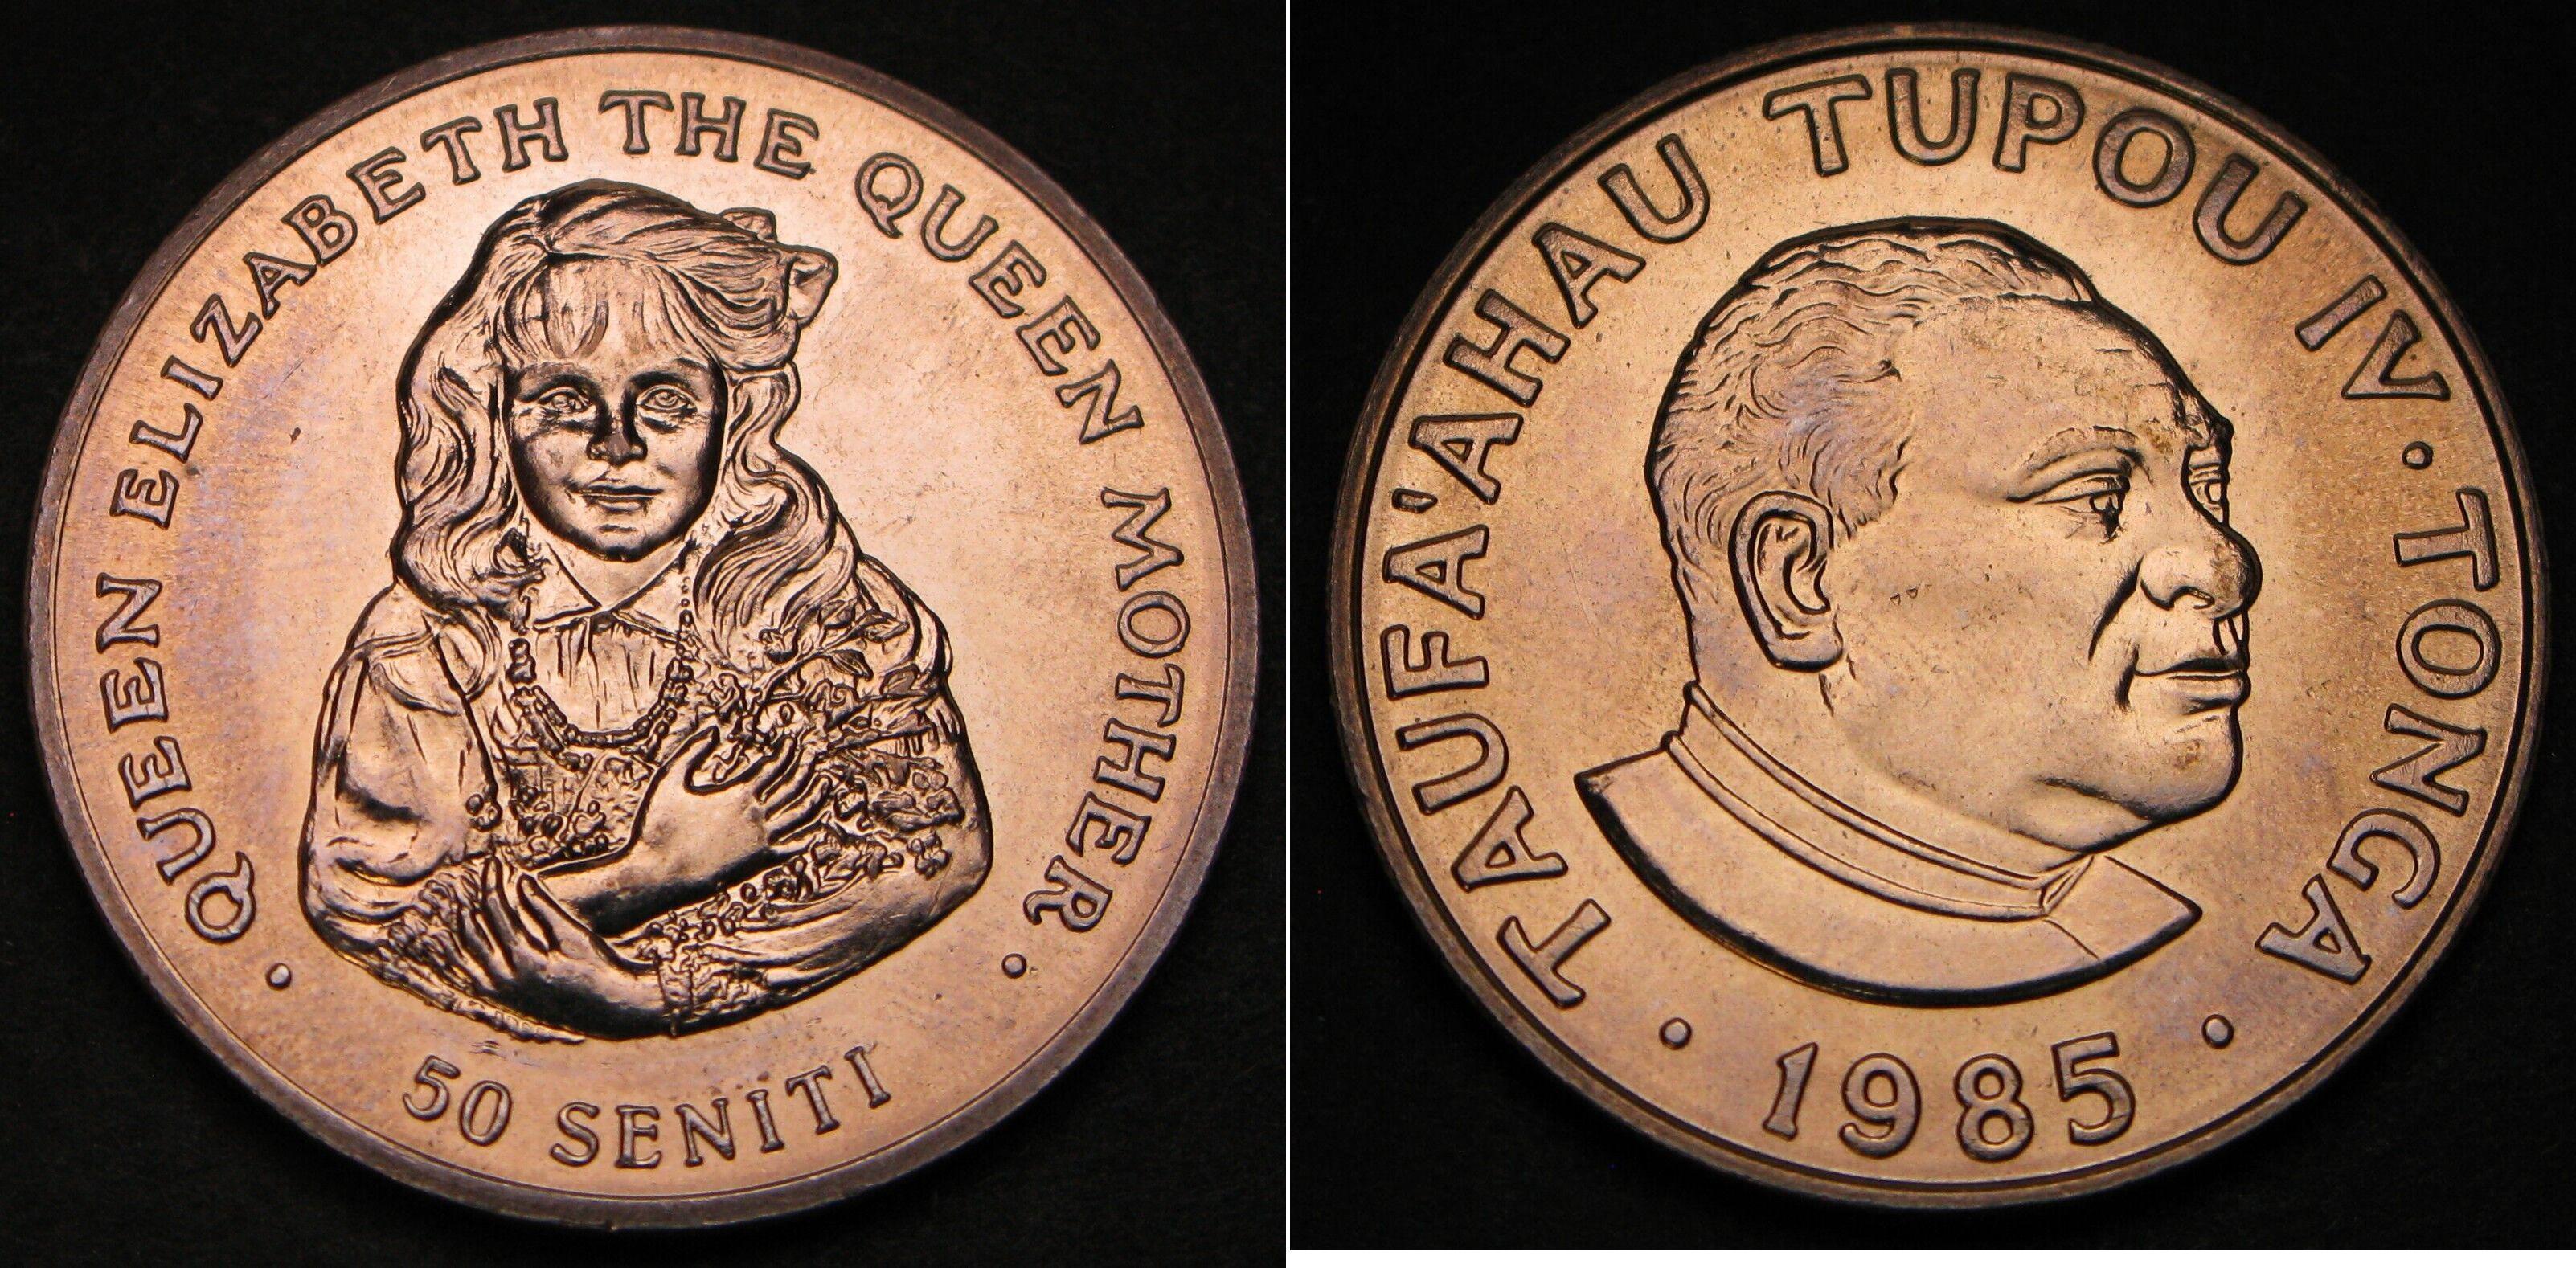 · QUEEN ELIZABETH THE QUEEN MOTHER ·
50 SENITI
TAUFA'AHAU TUPOU IV · TONGA
· 1985 ·